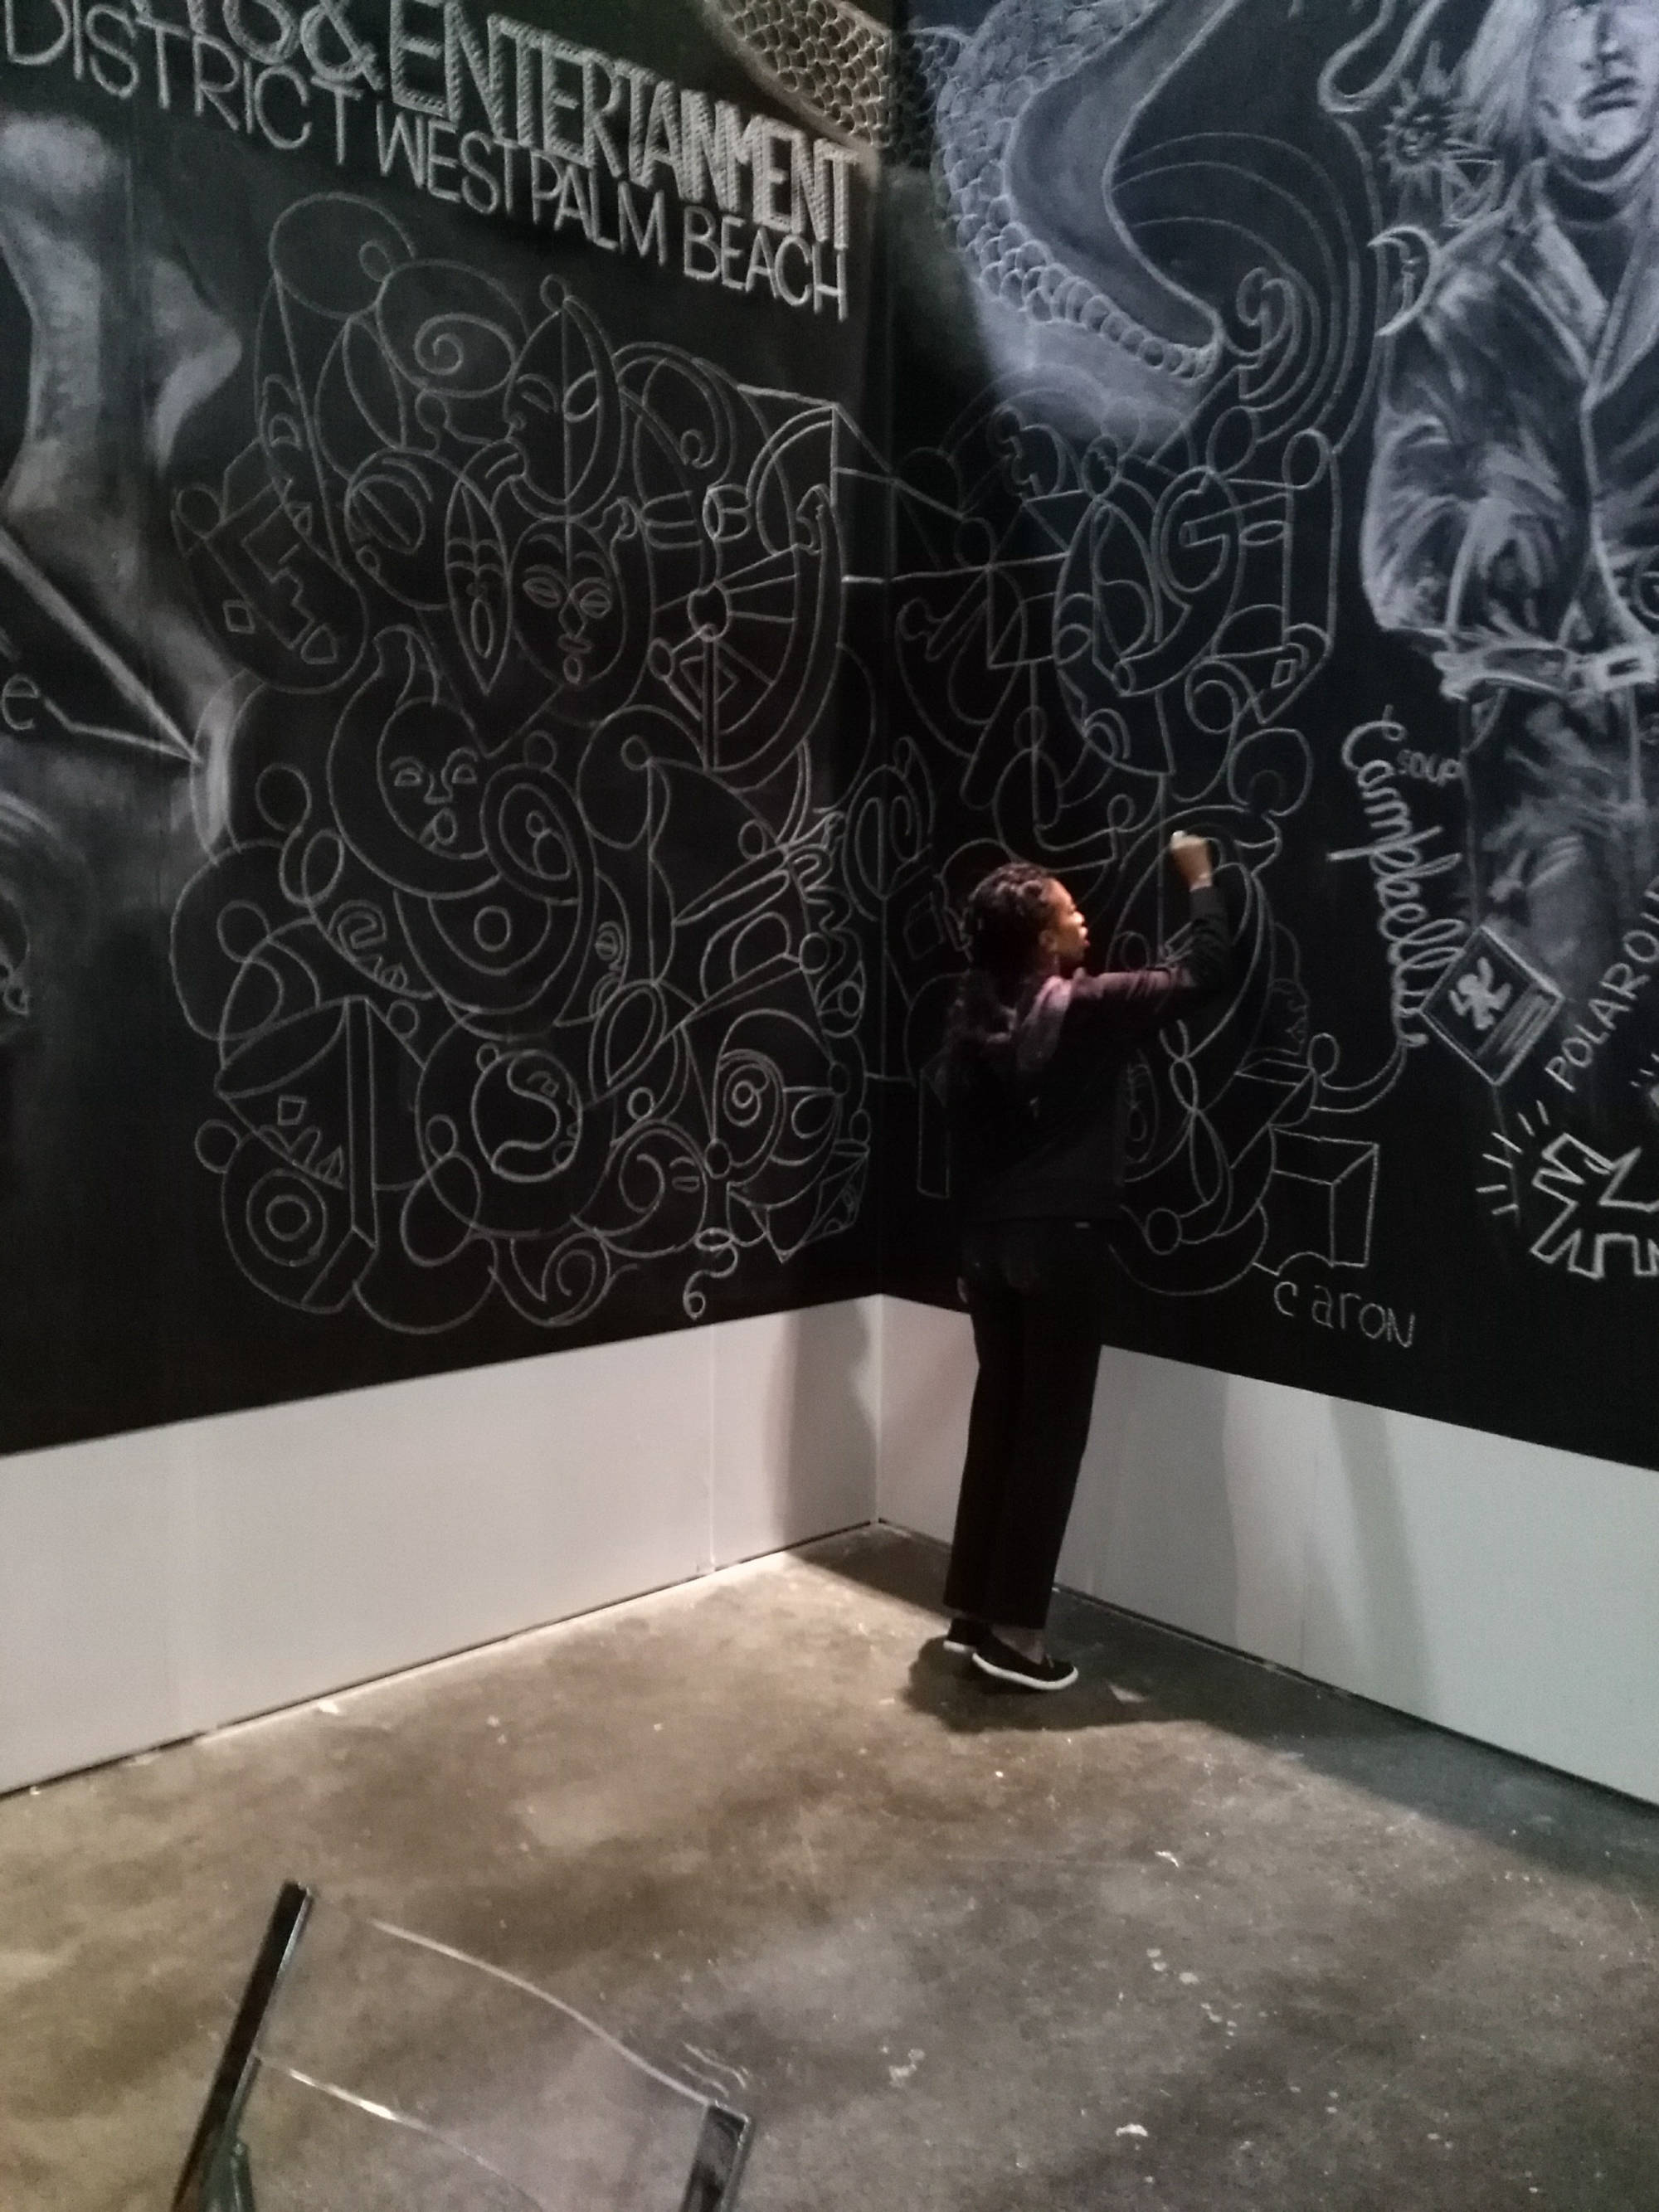 & ENTERTAINMENT
DISTRICT WEST PALM BEACH
e
SOUP
Campbell
POLAROID
CARON